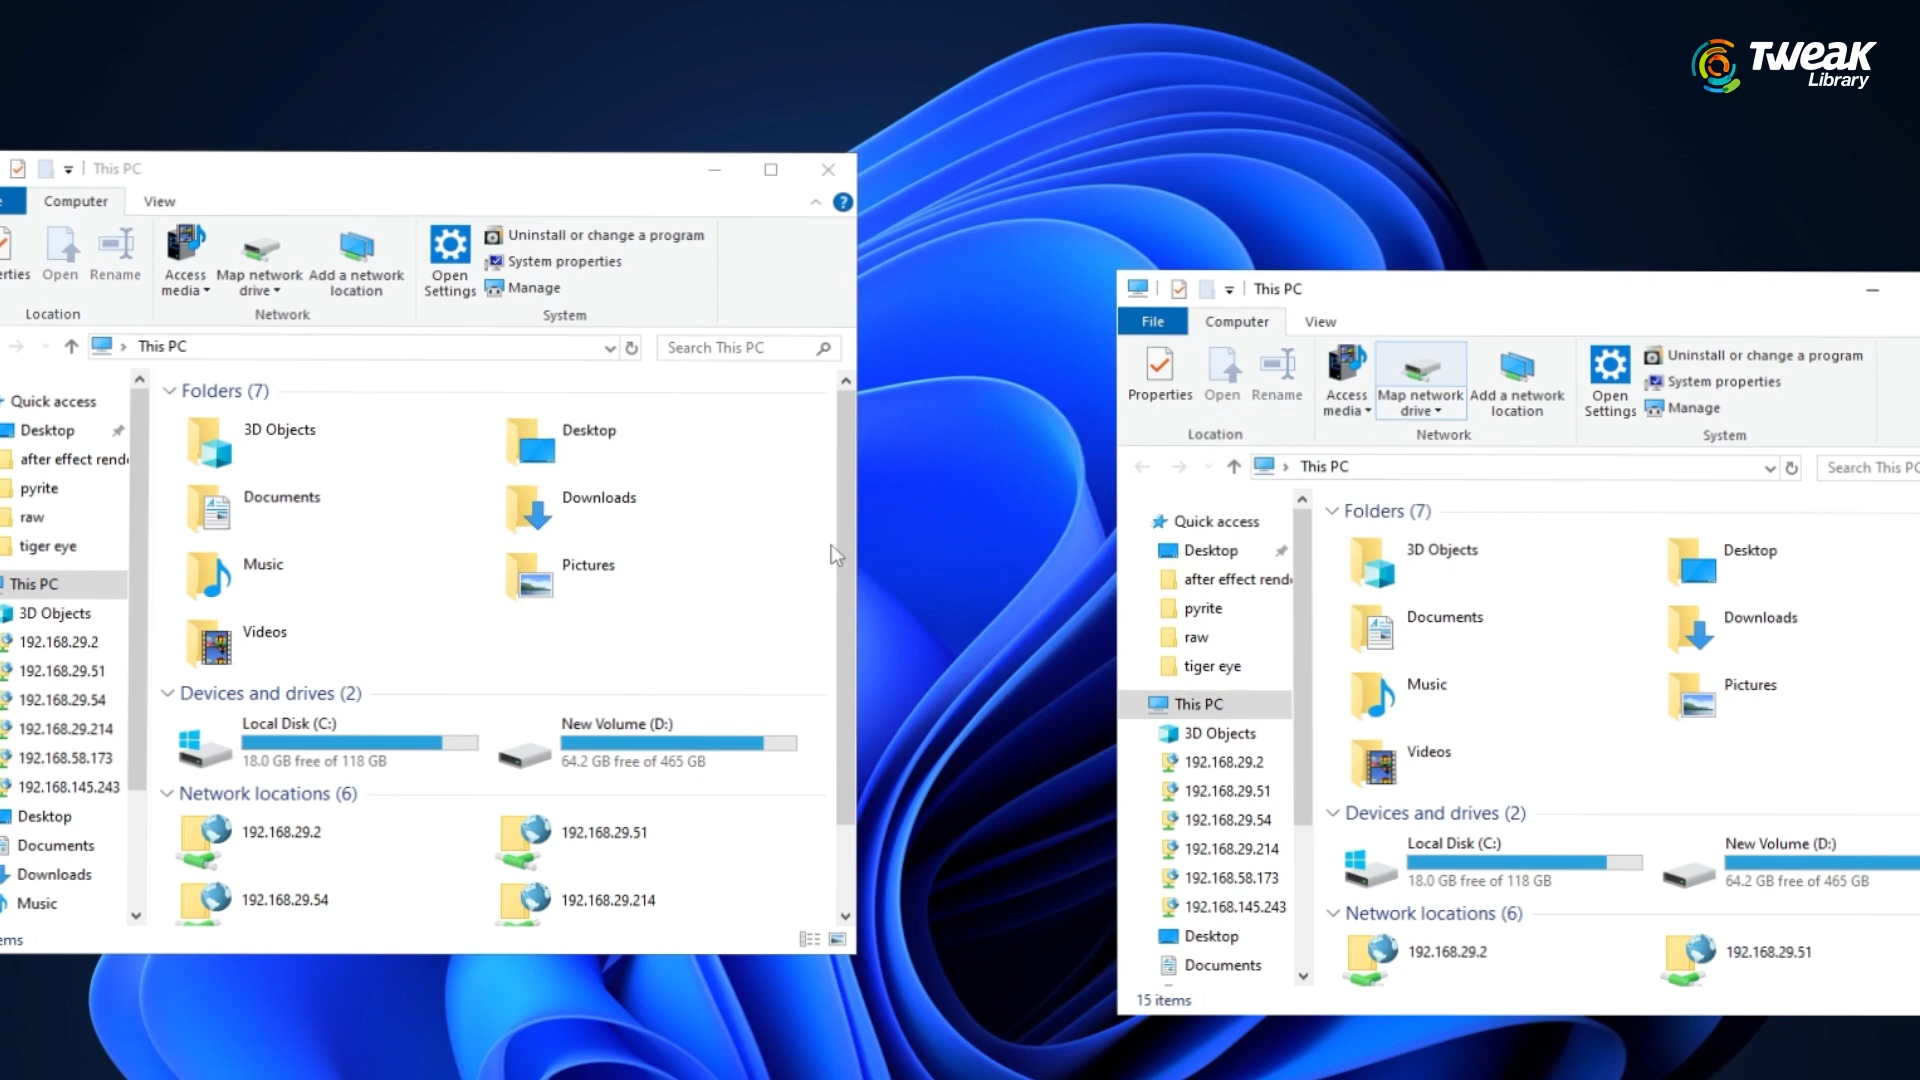 TWEAK
Library
This PC
Computer
View
Uninstall or change a program
System properties
Manage
Open
Rename
Access media
Map network drive
Add a network location
Open Settings
Location
Network
System
This PC
Search This PC
Quick access
Desktop
after effect rend
pyrite
raw
tiger eye
This PC
3D Objects
192.168.29.2
192.168.29.51
192.168.29.54
192.168.29.214
192.168.58.173
192.168.145.243
Desktop
Documents
Downloads
Music
Folders (7)
3D Objects
Desktop
Documents
Downloads
Music
Pictures
Videos
Devices and drives (2)
Local Disk (C:)
18.0 GB free of 118 GB
New Volume (D:)
64.2 GB free of 465 GB
Network locations (6)
192.168.29.2
192.168.29.51
192.168.29.54
192.168.29.214
This PC
File
Computer
View
Properties
Open
Rename
Access media
Map network drive
Add a network location
Open Settings
Uninstall or change a program
System properties
Manage
Location
Network
System
This PC
Search This PC
Quick access
Desktop
after effect rend
pyrite
raw
tiger eye
This PC
3D Objects
192.168.29.2
192.168.29.51
192.168.29.54
192.168.29.214
192.168.58.173
192.168.145.243
Desktop
Documents
15 items
Folders (7)
3D Objects
Desktop
Documents
Downloads
Music
Pictures
Videos
Devices and drives (2)
Local Disk (C:)
18.0 GB free of 118 GB
New Volume (D:)
64.2 GB free of 465 GB
Network locations (6)
192.168.29.2
192.168.29.51